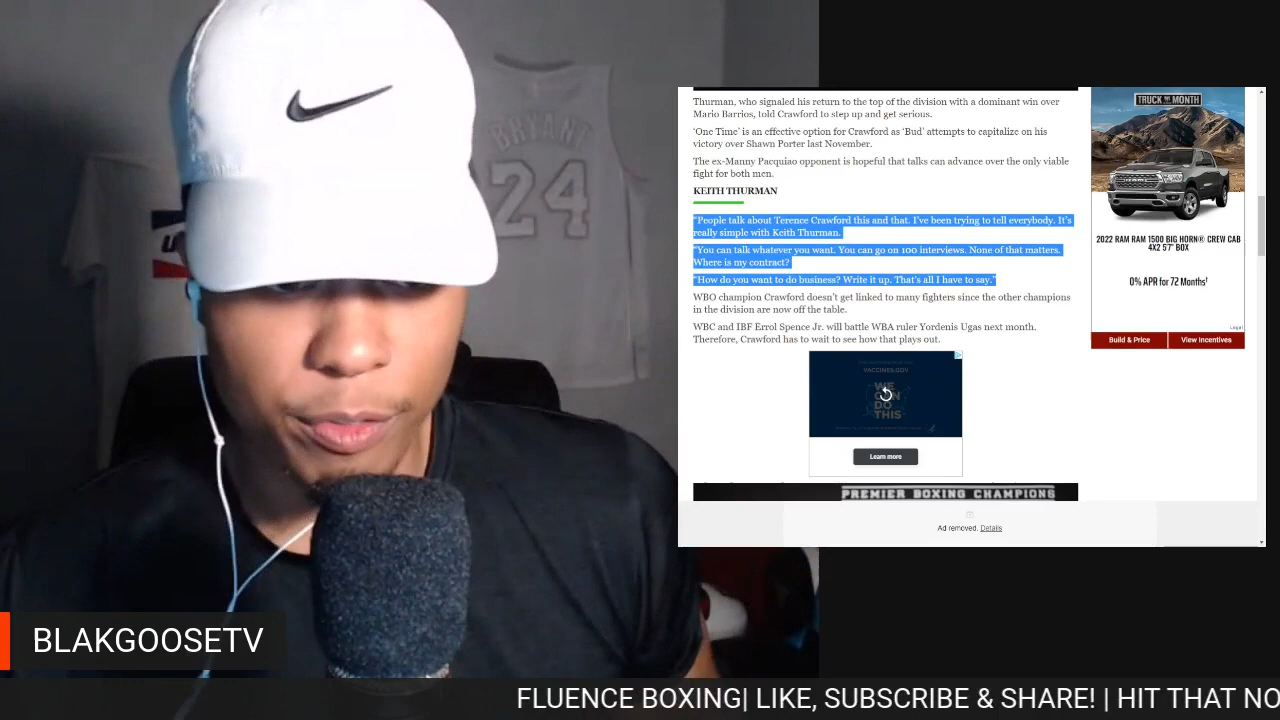 BRYANT
24
Thurman, who signaled his return to the top of the division with a dominant win over
Mario Barrios, told Crawford to step up and get serious.
‘One Time’ is an effective option for Crawford as ‘Bud’ attempts to capitalize on his
victory over Shawn Porter last November.
The ex-Manny Pacquiao opponent is hopeful that talks can advance over the only viable
fight for both men.
KEITH THURMAN
“People talk about Terence Crawford this and that. I’ve been trying to tell everybody. It’s
really simple with Keith Thurman.
“You can talk whatever you want. You can go on 100 interviews. None of that matters.
Where is my contract?
“How do you want to do business? Write it up. That’s all I have to say.”
WBO champion Crawford doesn’t get linked to many fighters since the other champions
in the division are now off the table.
WBC and IBF Errol Spence Jr. will battle WBA ruler Yordenis Ugas next month.
Therefore, Crawford has to wait to see how that plays out.
VACCINES.GOV
WE
CAN
DO
THIS
Learn more
PREMIER BOXING CHAMPIONS
Ad removed. Details
TRUCK MONTH
2022 RAM RAM 1500 BIG HORN® CREW CAB
4X2 5'7" BOX
0% APR for 72 Months†
Legal
Build & Price
View Incentives
BLAKGOOSETV
FLUENCE BOXING| LIKE, SUBSCRIBE & SHARE! | HIT THAT NO